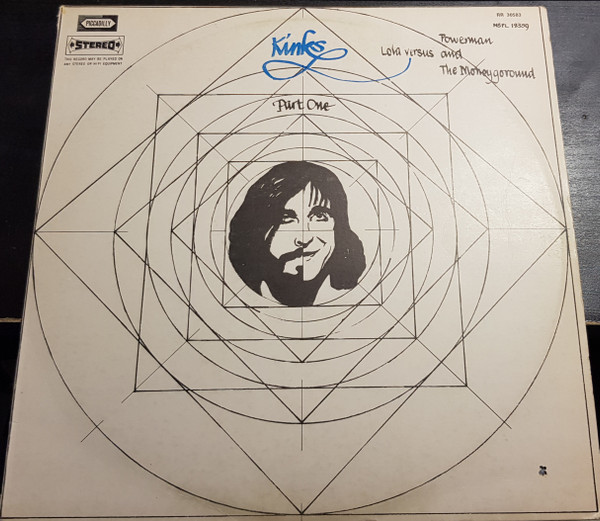 PICCADILLY
STEREO
THIS RECORD MAY BE PLAYED ON
ANY STEREO OR HI FI EQUIPMENT
Kinks
Lola versus
Powerman
and
The Moneygoround
Part One